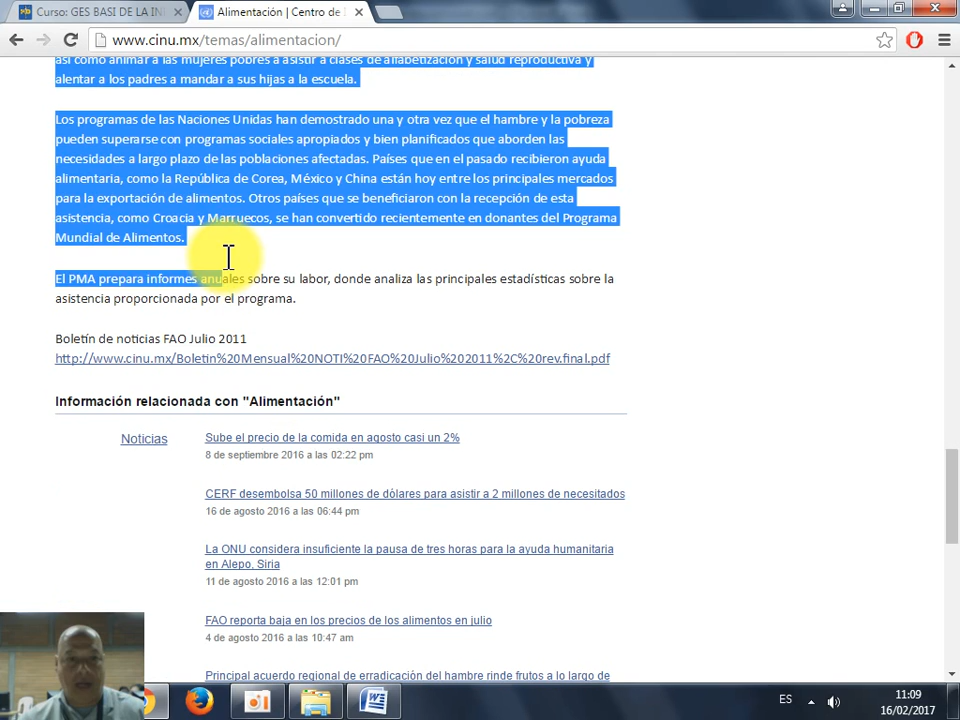 Curso: GES BASI DE LA IN
Alimentación | Centro de
www.cinu.mx/temas/alimentacion/
así como animar a las mujeres pobres a asistir a clases de alfabetización y salud reproductiva y
alentar a los padres a mandar a sus hijas a la escuela.
Los programas de las Naciones Unidas han demostrado una y otra vez que el hambre y la pobreza
pueden superarse con programas sociales apropiados y bien planificados que aborden las
necesidades a largo plazo de las poblaciones afectadas. Países que en el pasado recibieron ayuda
alimentaria, como la República de Corea, México y China están hoy entre los principales mercados
para la exportación de alimentos. Otros países que se beneficiaron con la recepción de esta
asistencia, como Croacia y Marruecos, se han convertido recientemente en donantes del Programa
Mundial de Alimentos.
El PMA prepara informes anuales sobre su labor, donde analiza las principales estadísticas sobre la
asistencia proporcionada por el programa.
Boletín de noticias FAO Julio 2011
http://www.cinu.mx/Boletin%20Mensual%20NOTI%20FAO%20Julio%202011%2C%20rev.final.pdf
Información relacionada con "Alimentación"
Noticias
Sube el precio de la comida en agosto casi un 2%
8 de septiembre 2016 a las 02:22 pm
CERF desembolsa 50 millones de dólares para asistir a 2 millones de necesitados
16 de agosto 2016 a las 06:44 pm
La ONU considera insuficiente la pausa de tres horas para la ayuda humanitaria
en Alepo, Siria
11 de agosto 2016 a las 12:01 pm
FAO reporta baja en los precios de los alimentos en julio
4 de agosto 2016 a las 10:47 am
Principal acuerdo regional de erradicación del hambre rinde frutos a lo largo de
ES
11:09
16/02/2017